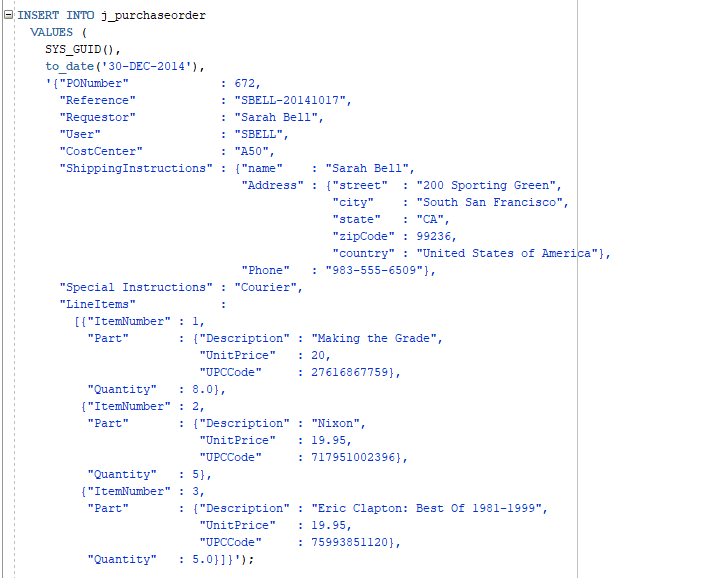 INSERT INTO j_purchaseorder
VALUES (
SYS_GUID(),
to_date('30-DEC-2014'),
'{"PONumber" : 672,
"Reference" : "SBELL-20141017",
"Requestor" : "Sarah Bell",
"User" : "SBELL",
"CostCenter" : "A50",
"ShippingInstructions" : {"name" : "Sarah Bell",
"Address" : {"street" : "200 Sporting Green",
"city" : "South San Francisco",
"state" : "CA",
"zipCode" : 99236,
"country" : "United States of America"},
"Phone" : "983-555-6509"},
"Special Instructions" : "Courier",
"LineItems" :
[{"ItemNumber" : 1,
"Part" : {"Description" : "Making the Grade",
"UnitPrice" : 20,
"UPCCode" : 27616867759},
"Quantity" : 8.0},
{"ItemNumber" : 2,
"Part" : {"Description" : "Nixon",
"UnitPrice" : 19.95,
"UPCCode" : 717951002396},
"Quantity" : 5},
{"ItemNumber" : 3,
"Part" : {"Description" : "Eric Clapton: Best Of 1981-1999",
"UnitPrice" : 19.95,
"UPCCode" : 75993851120},
"Quantity" : 5.0}]}');